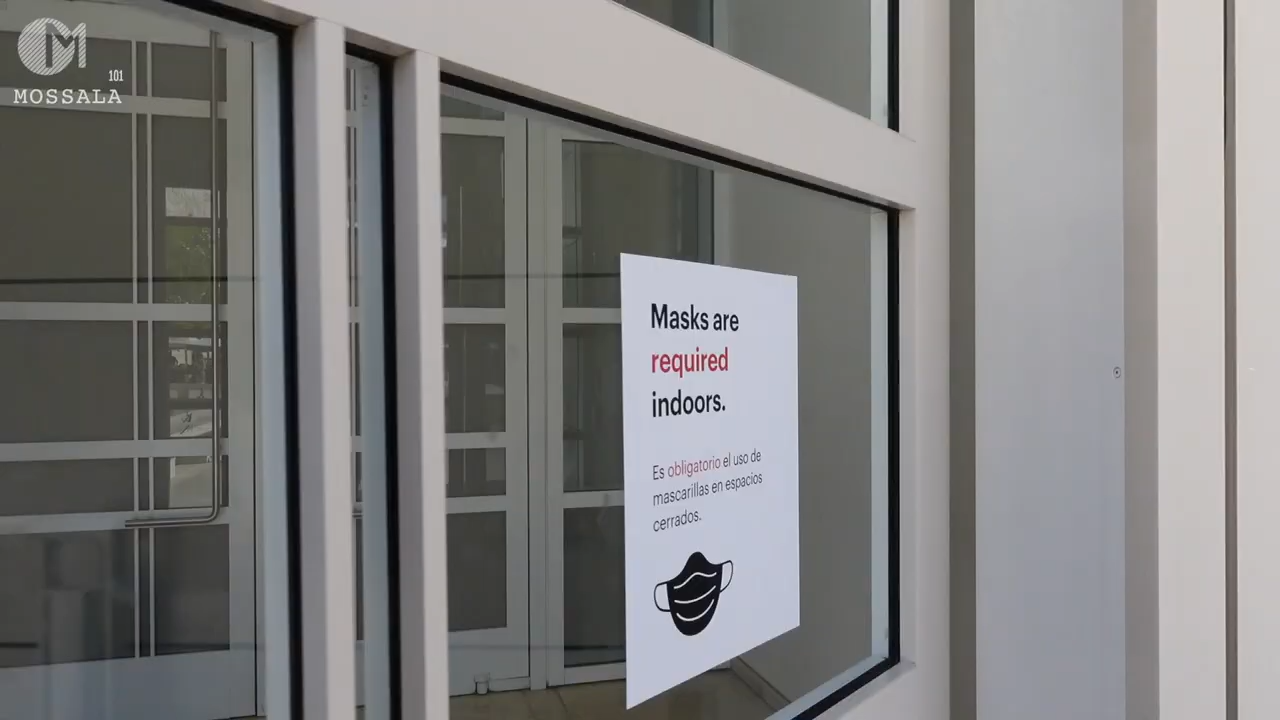 101
MOSSALA
Masks are
required
indoors.
Es obligatorio el uso de
mascarillas en espacios
cerrados.